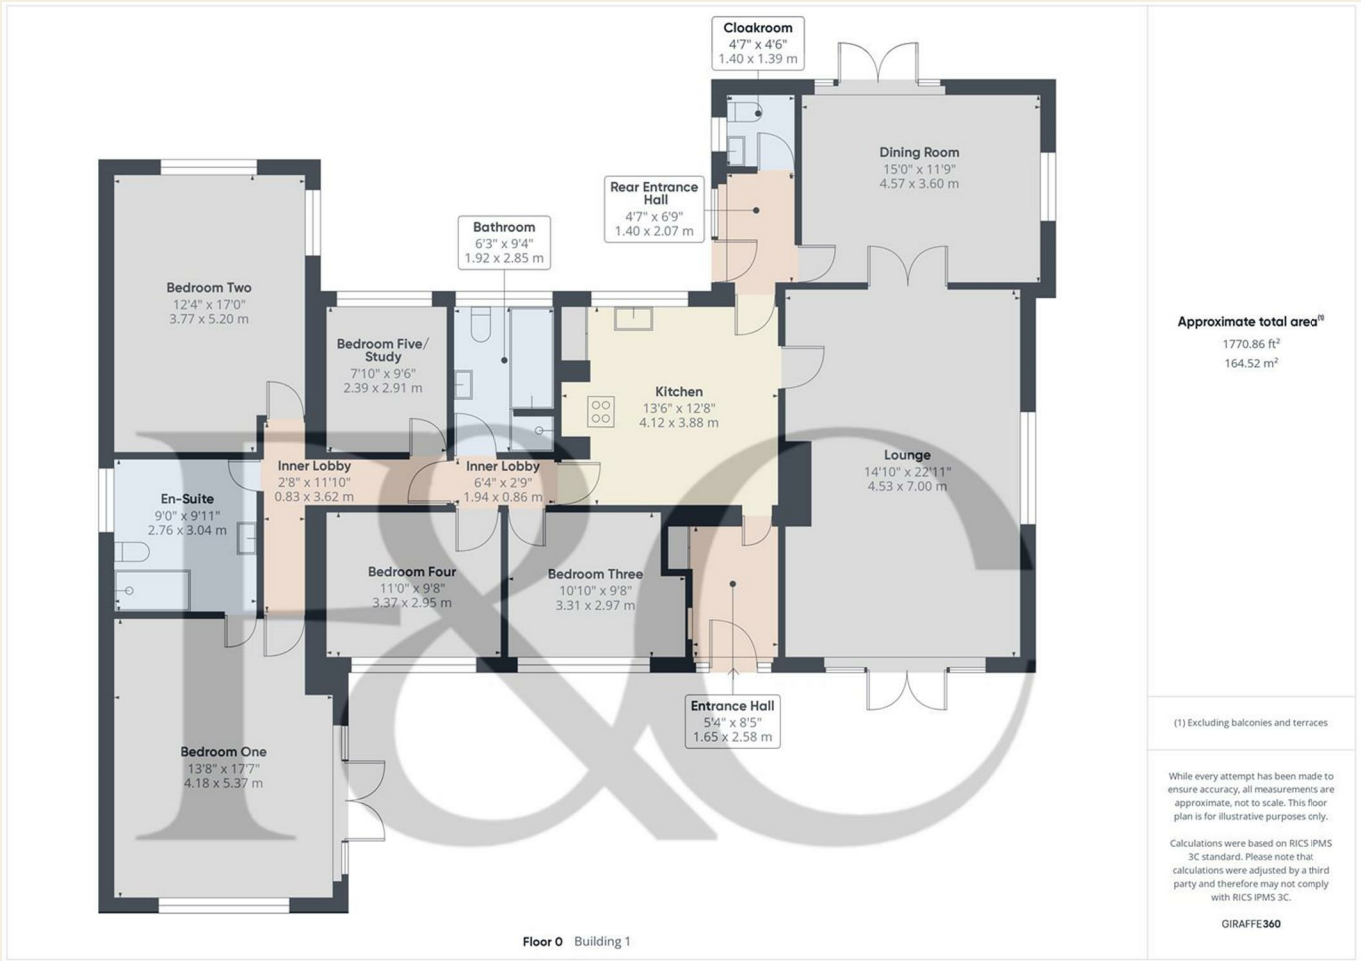 Cloakroom
4'7" x 4'6"
1.40 x 1.39 m
Dining Room
15'0" x 11'9"
4.57 x 3.60 m
Rear Entrance
Hall
4'7" x 6'9"
1.40 x 2.07 m
Bathroom
6'3" x 9'4"
1.92 x 2.85 m
Bedroom Two
12'4" x 17'0"
3.77 x 5.20 m
Bedroom Five/
Study
7'10" x 9'6"
2.39 x 2.91 m
Kitchen
13'6" x 12'8"
4.12 x 3.88 m
Lounge
14'10" x 22'11"
4.53 x 7.00 m
Inner Lobby
2'8" x 11'10"
0.83 x 3.62 m
Inner Lobby
6'4" x 2'9"
1.94 x 0.86 m
En-Suite
9'0" x 9'11"
2.76 x 3.04 m
Bedroom Four
11'0" x 9'8"
3.37 x 2.95 m
Bedroom Three
10'10" x 9'8"
3.31 x 2.97 m
Entrance Hall
5'4" x 8'5"
1.65 x 2.58 m
Bedroom One
13'8" x 17'7"
4.18 x 5.37 m
F&C
Floor 0 Building 1
Approximate total area(1)
1770.86 ft²
164.52 m²
(1) Excluding balconies and terraces
While every attempt has been made to
ensure accuracy, all measurements are
approximate, not to scale. This floor
plan is for illustrative purposes only.
Calculations were based on RICS IPMS
3C standard. Please note that
calculations were adjusted by a third
party and therefore may not comply
with RICS IPMS 3C.
GIRAFFE360